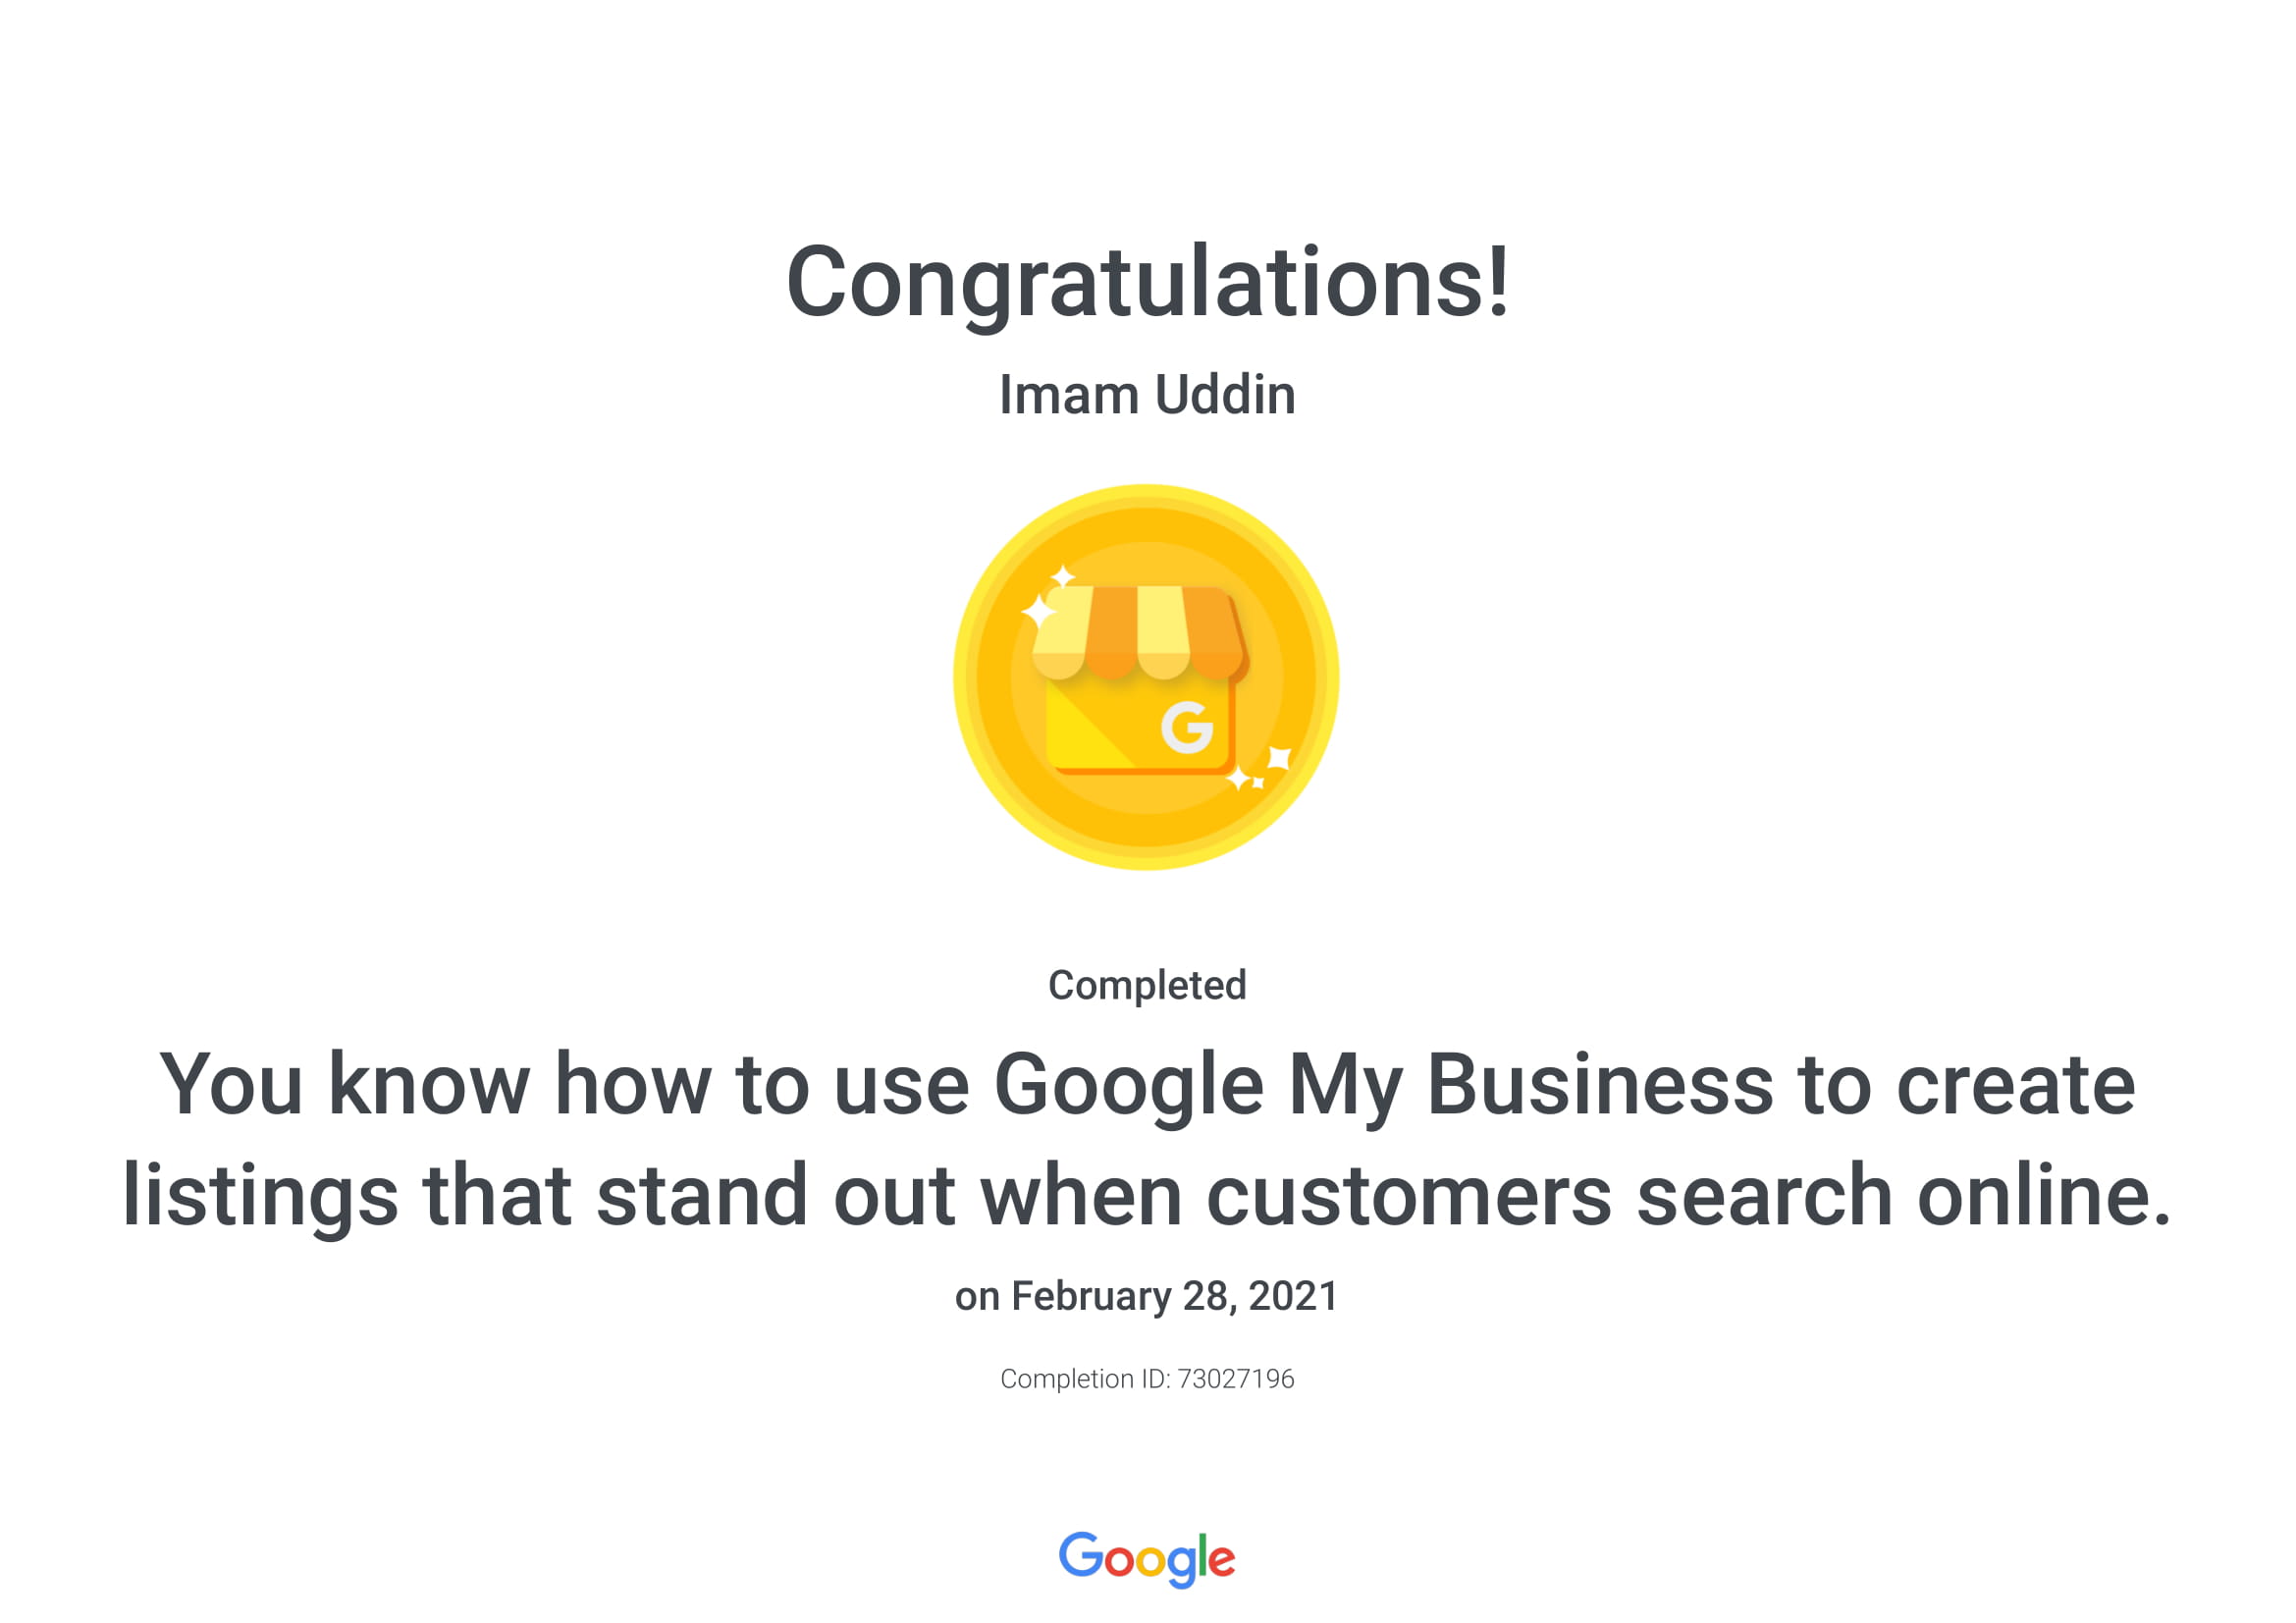 Congratulations!
Imam Uddin
G
Completed
You know how to use Google My Business to create
listings that stand out when customers search online.
on February 28, 2021
Completion ID: 73027196
Google